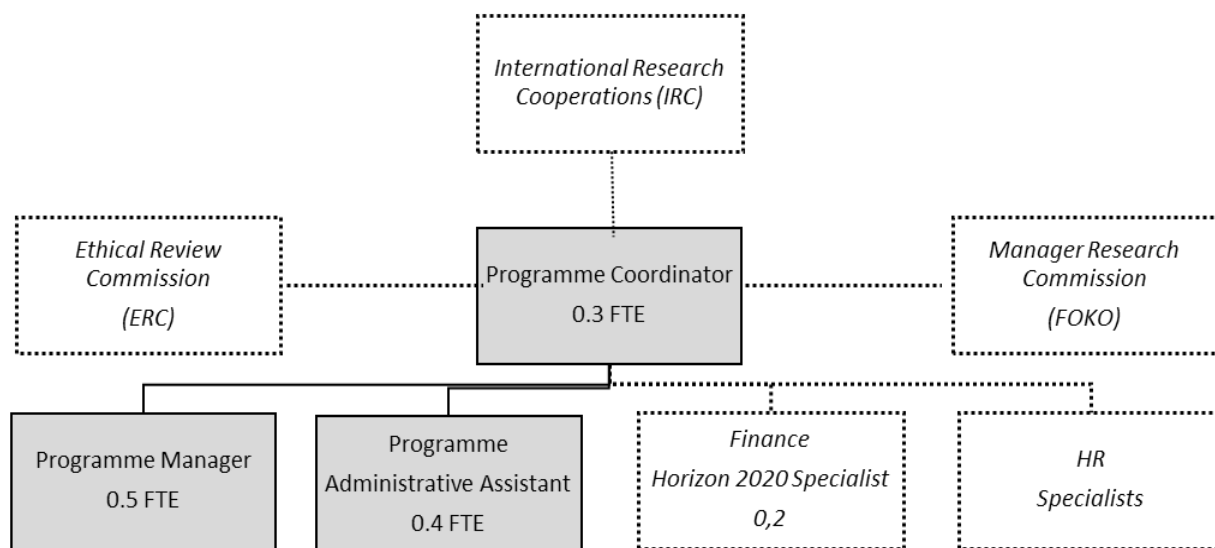 International Research
Cooperations (IRC)
Ethical Review
Commission
(ERC)
Programme Coordinator
0.3 FTE
Manager Research
Commission
(FOKO)
Programme Manager
0.5 FTE
Programme
Administrative Assistant
0.4 FTE
Finance
Horizon 2020 Specialist
0,2
HR
Specialists